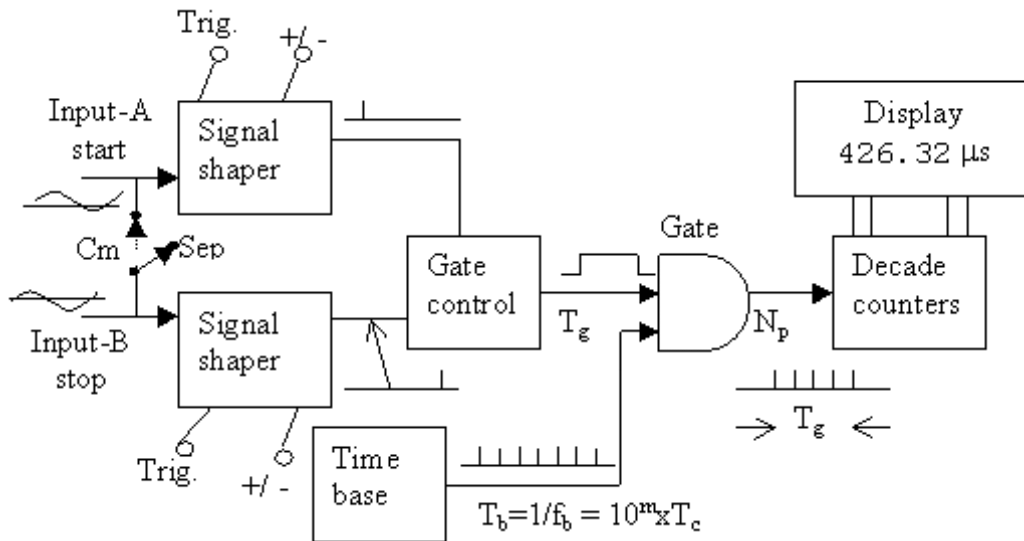 Trig.
+/ -
Input-A
start
Signal
shaper
Display
426.32 μs
Cm
Sep
Gate
control
Gate
Decade
counters
T_g
N_p
Input-B
stop
Signal
shaper
T_g
Trig.
+/ -
Time
base
T_b=1/f_b = 10^m x T_c